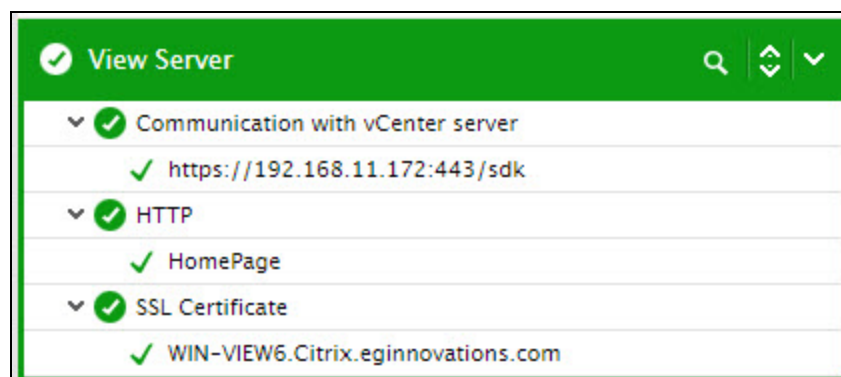 View Server
Communication with vCenter server
https://192.168.11.172:443/sdk
HTTP
HomePage
SSL Certificate
WIN-VIEW6.Citrix.eginnovations.com